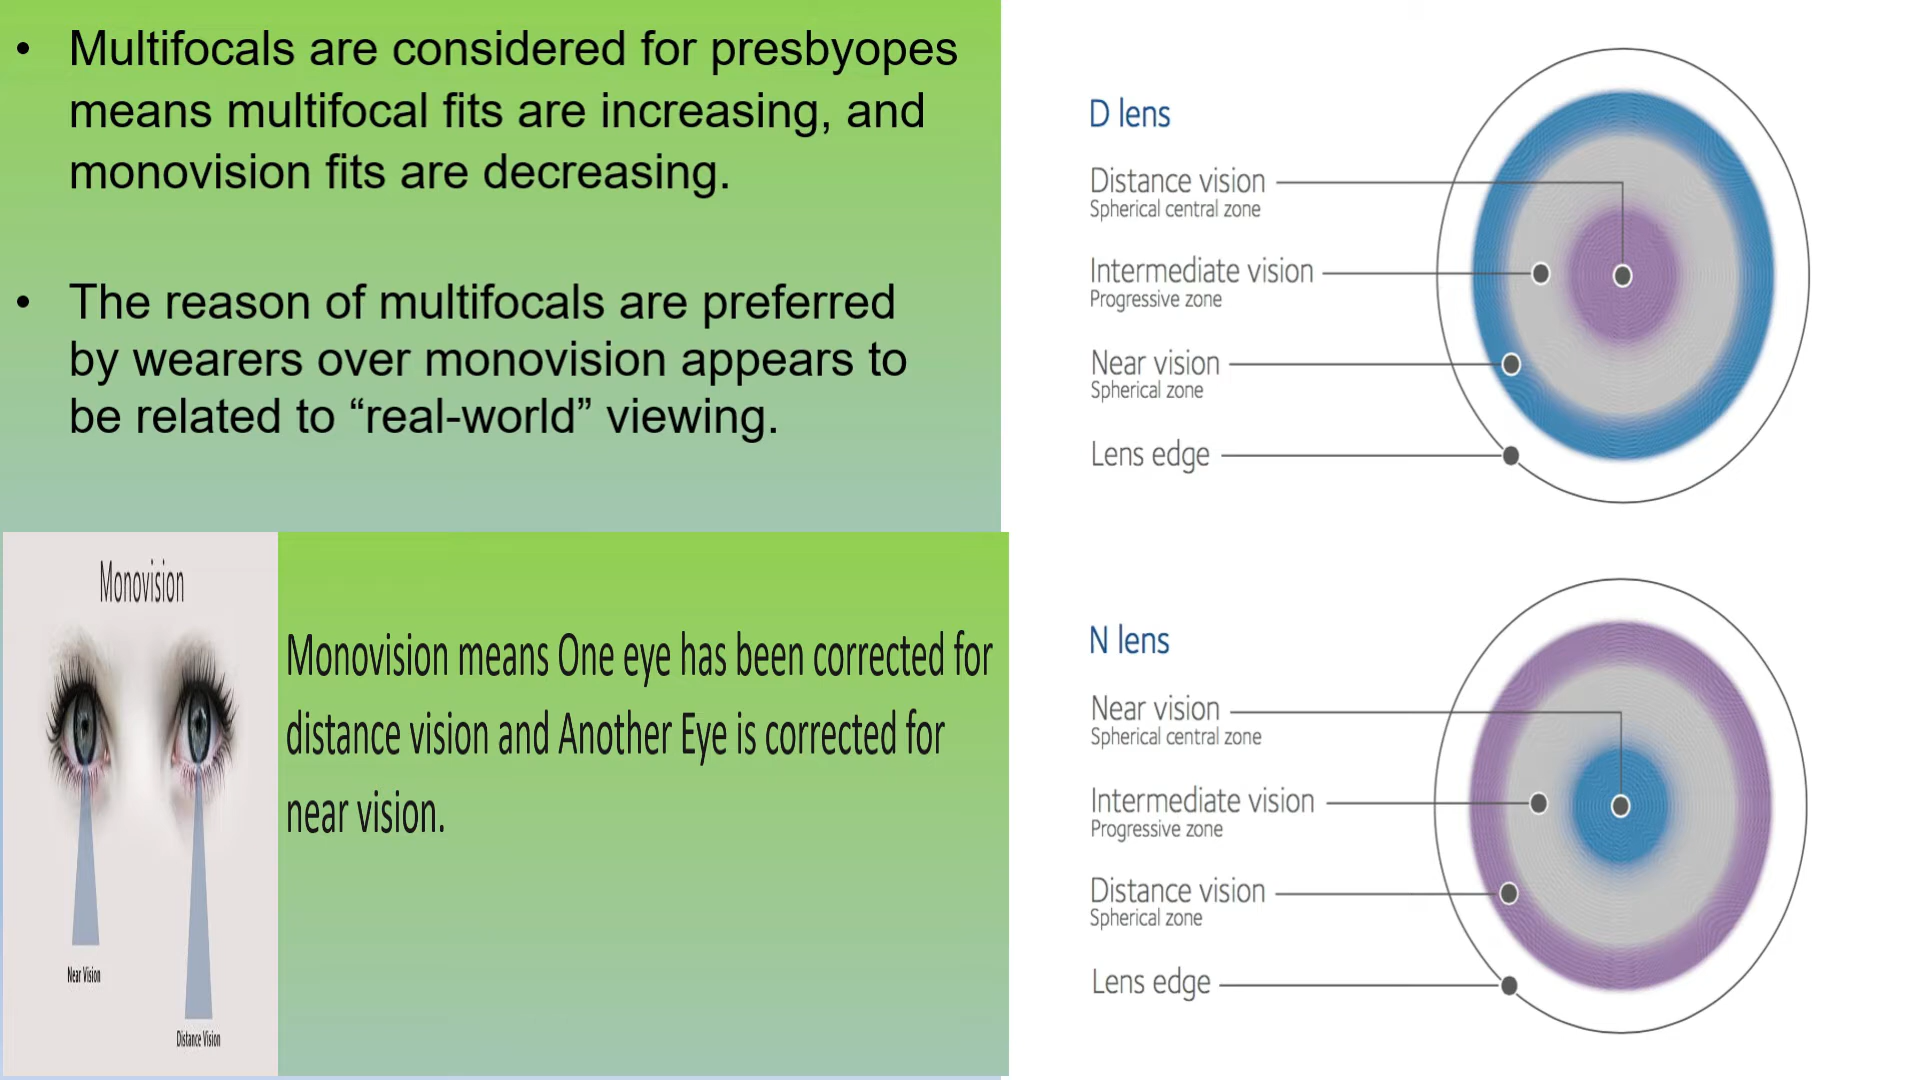 • Multifocals are considered for presbyopes
means multifocal fits are increasing, and
monovision fits are decreasing.
• The reason of multifocals are preferred
by wearers over monovision appears to
be related to “real-world” viewing.
Monovision
Near Vision
Distance Vision
Monovision means One eye has been corrected for
distance vision and Another Eye is corrected for
near vision.
D lens
Distance vision
Spherical central zone
Intermediate vision
Progressive zone
Near vision
Spherical zone
Lens edge
N lens
Near vision
Spherical central zone
Intermediate vision
Progressive zone
Distance vision
Spherical zone
Lens edge